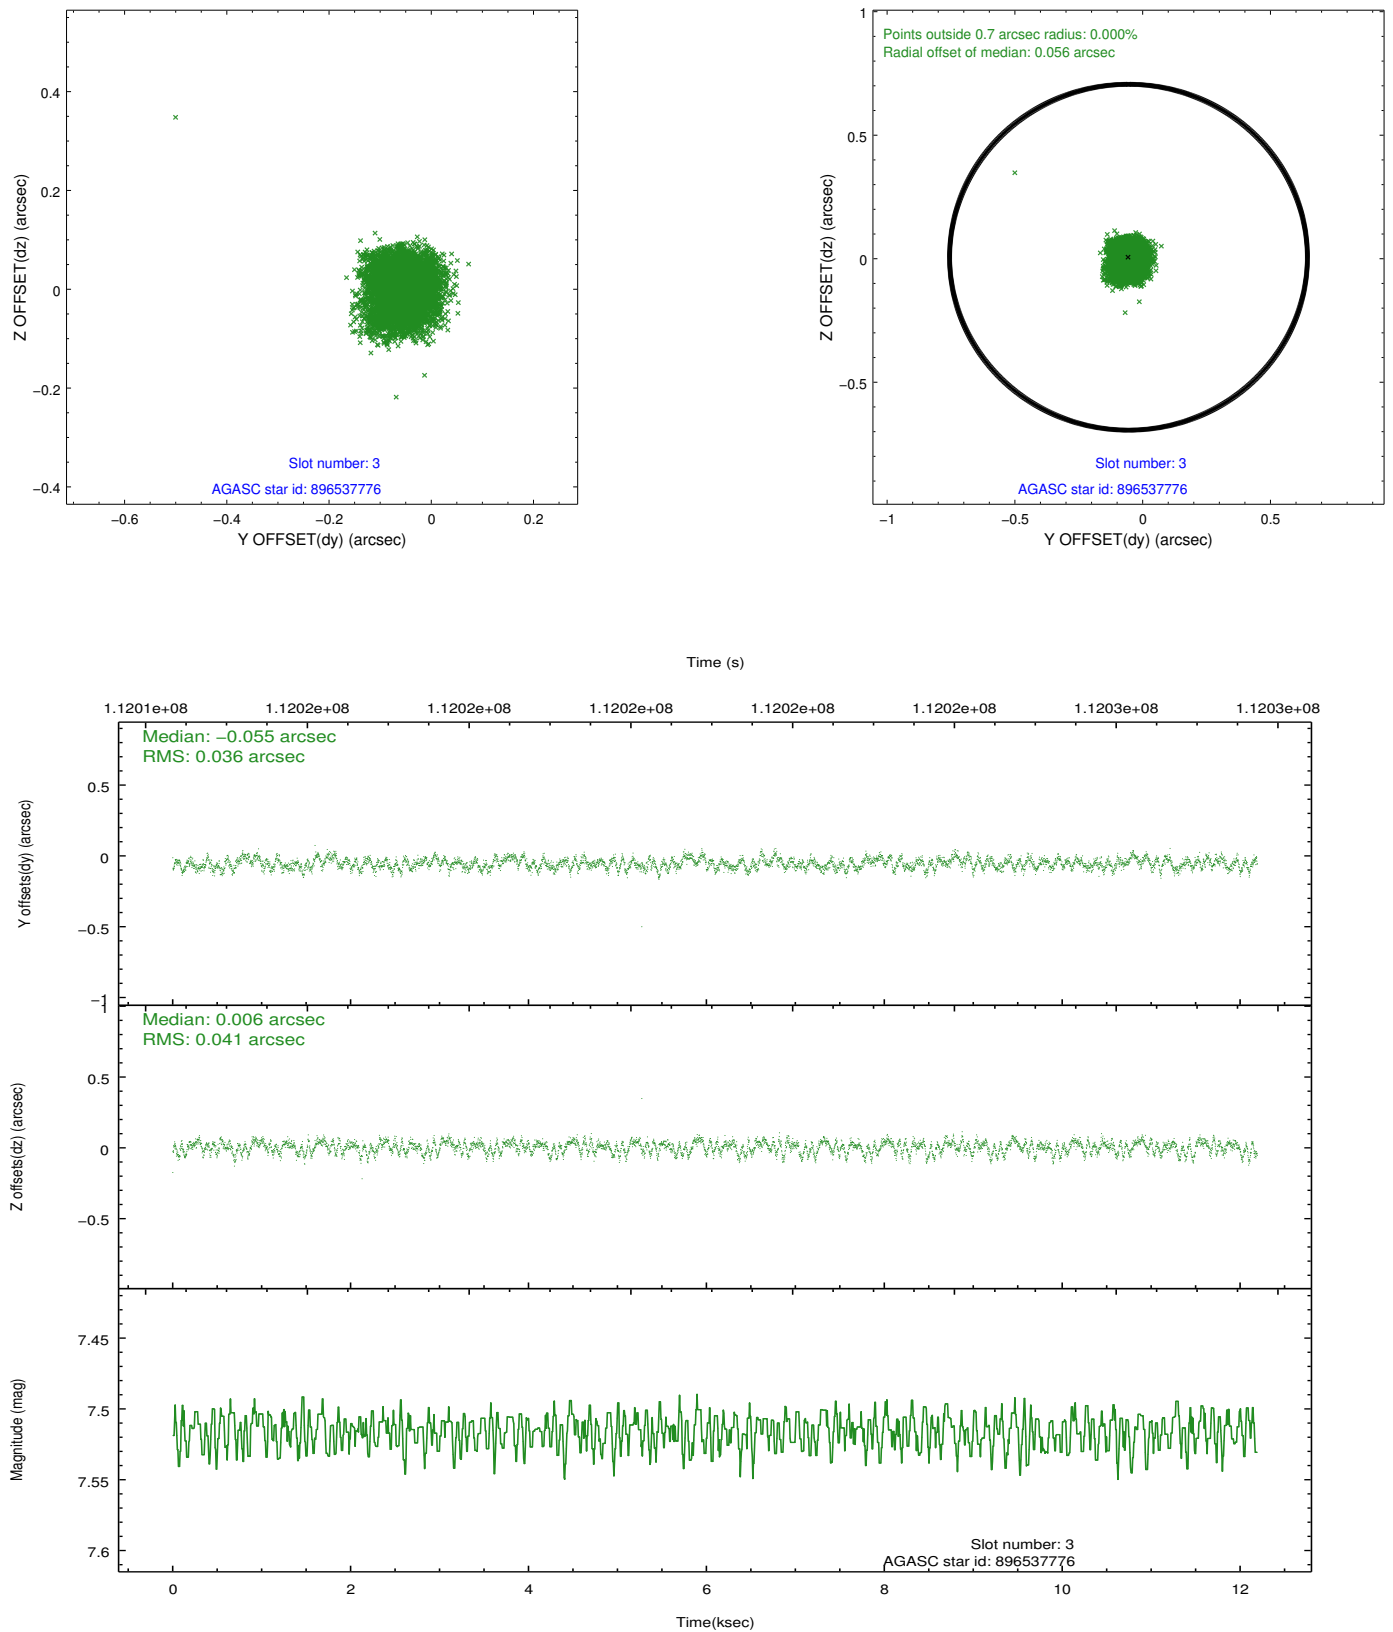 0.4
0.2
0
−0.2
−0.4
Z OFFSET(dz) (arcsec)
Slot number: 3
AGASC star id: 896537776
−0.6 −0.4 −0.2 0 0.2
Y OFFSET(dy) (arcsec)
Points outside 0.7 arcsec radius: 0.000%
Radial offset of median: 0.056 arcsec
1
0.5
0
−0.5
Z OFFSET(dz) (arcsec)
Slot number: 3
AGASC star id: 896537776
−1 −0.5 0 0.5
Y OFFSET(dy) (arcsec)
Time (s)
1.1201e+08 1.1202e+08 1.1202e+08 1.1202e+08 1.1202e+08 1.1202e+08 1.1203e+08 1.1203e+08
Median: −0.055 arcsec
RMS: 0.036 arcsec
0.5
0
−0.5
−1
Y offsets(dy) (arcsec)
Median: 0.006 arcsec
RMS: 0.041 arcsec
1
0.5
0
−0.5
Z offsets(dz) (arcsec)
7.45
7.5
7.55
7.6
Magnitude (mag)
Slot number: 3
AGASC star id: 896537776
0 2 4 6 8 10 12
Time(ksec)